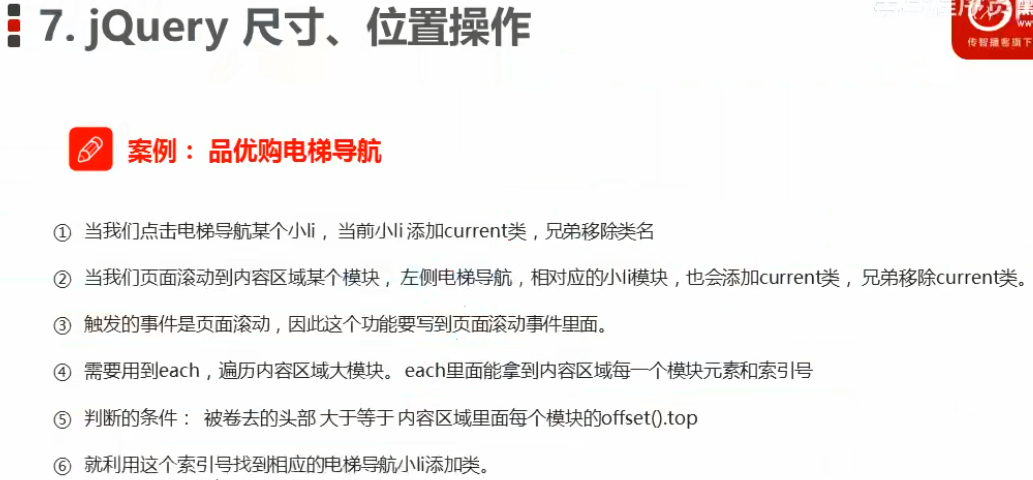 7. jQuery 尺寸、位置操作
传智播客旗下
案例： 品优购电梯导航
① 当我们点击电梯导航某个小li， 当前小li 添加current类，兄弟移除类名
② 当我们页面滚动到内容区域某个模块， 左侧电梯导航，相对应的小li模块，也会添加current类， 兄弟移除current类。
③ 触发的事件是页面滚动，因此这个功能要写到页面滚动事件里面。
④ 需要用到each，遍历内容区域大模块。 each里面能拿到内容区域每一个模块元素和索引号
⑤ 判断的条件： 被卷去的头部 大于等于 内容区域里面每个模块的offset().top
⑥ 就利用这个索引号找到相应的电梯导航小li添加类。